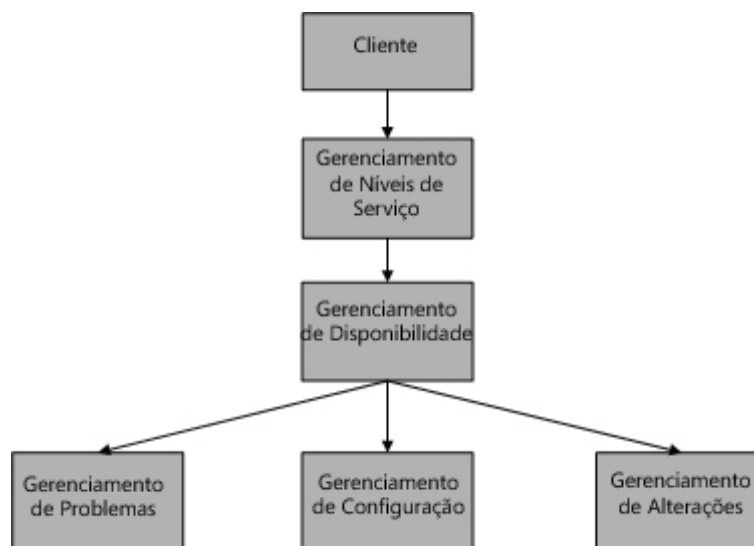 Cliente
Gerenciamento
de Níveis de
Serviço
Gerenciamento
de Disponibilidade
Gerenciamento
de Problemas
Gerenciamento
de Configuração
Gerenciamento
de Alterações